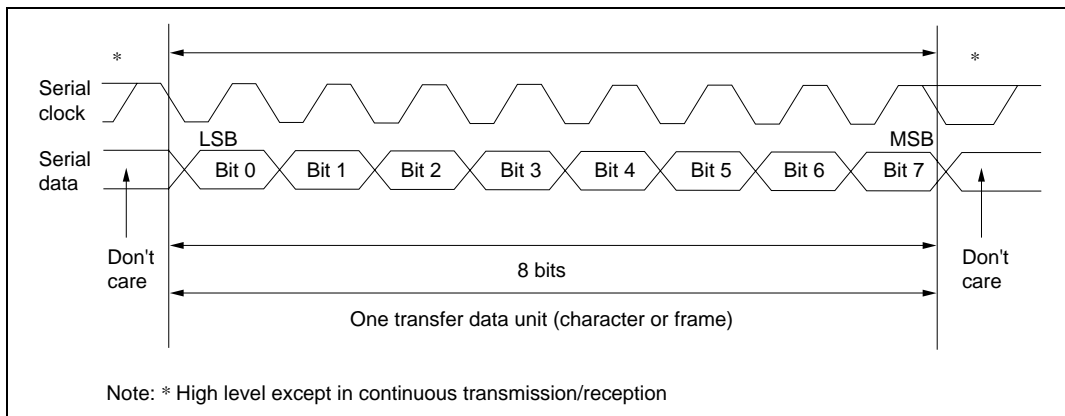 * *
Serial
clock
LSB MSB
Serial
data
Bit 0 Bit 1 Bit 2 Bit 3 Bit 4 Bit 5 Bit 6 Bit 7
Don't
care
Don't
care
8 bits
One transfer data unit (character or frame)
Note: * High level except in continuous transmission/reception